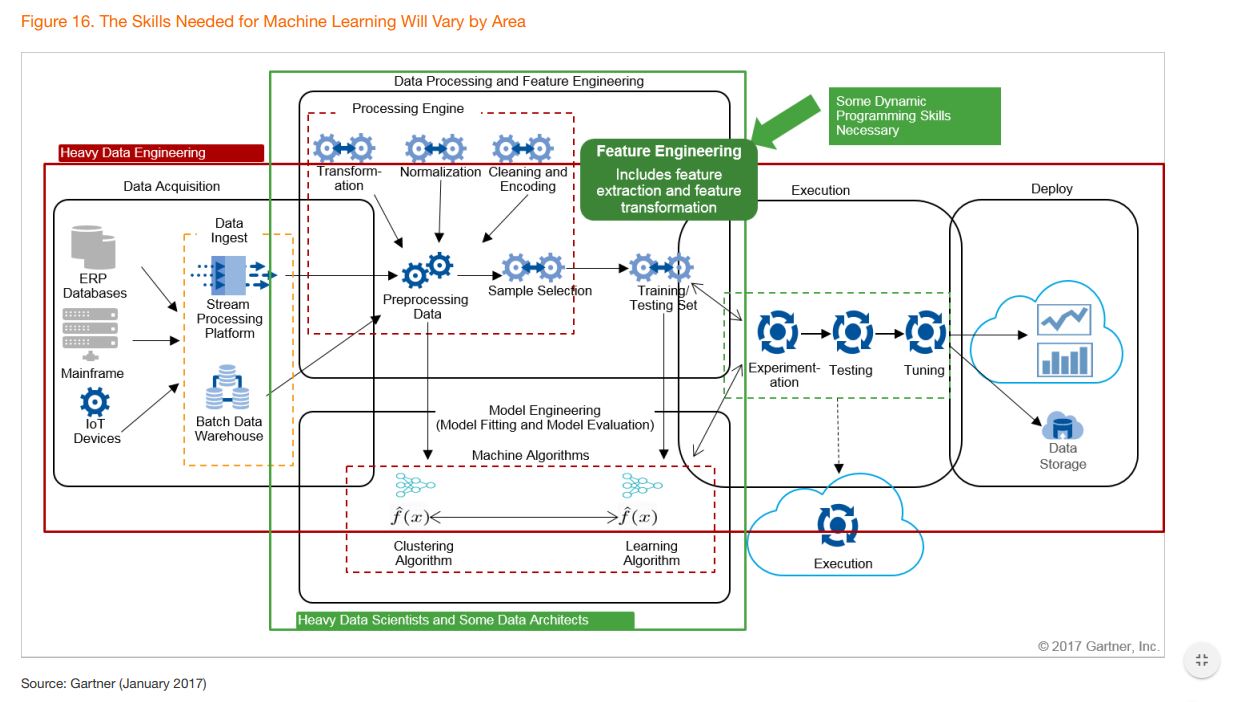 Figure 16. The Skills Needed for Machine Learning Will Vary by Area
Data Processing and Feature Engineering
Processing Engine
Some Dynamic
Programming Skills
Necessary
Heavy Data Engineering
Feature Engineering
Includes feature
extraction and feature
transformation
Transform-
ation
Normalization
Cleaning and
Encoding
Data Acquisition
Execution
Deploy
Data
Ingest
ERP
Databases
Stream
Processing
Platform
Preprocessing
Data
Sample Selection
Training/
Testing Set
Mainframe
Experiment-
ation
Testing
Tuning
IoT
Devices
Batch Data
Warehouse
Model Engineering
(Model Fitting and Model Evaluation)
Machine Algorithms
Data
Storage
f̂(x)
f̂(x)
Clustering
Algorithm
Learning
Algorithm
Execution
Heavy Data Scientists and Some Data Architects
© 2017 Gartner, Inc.
Source: Gartner (January 2017)